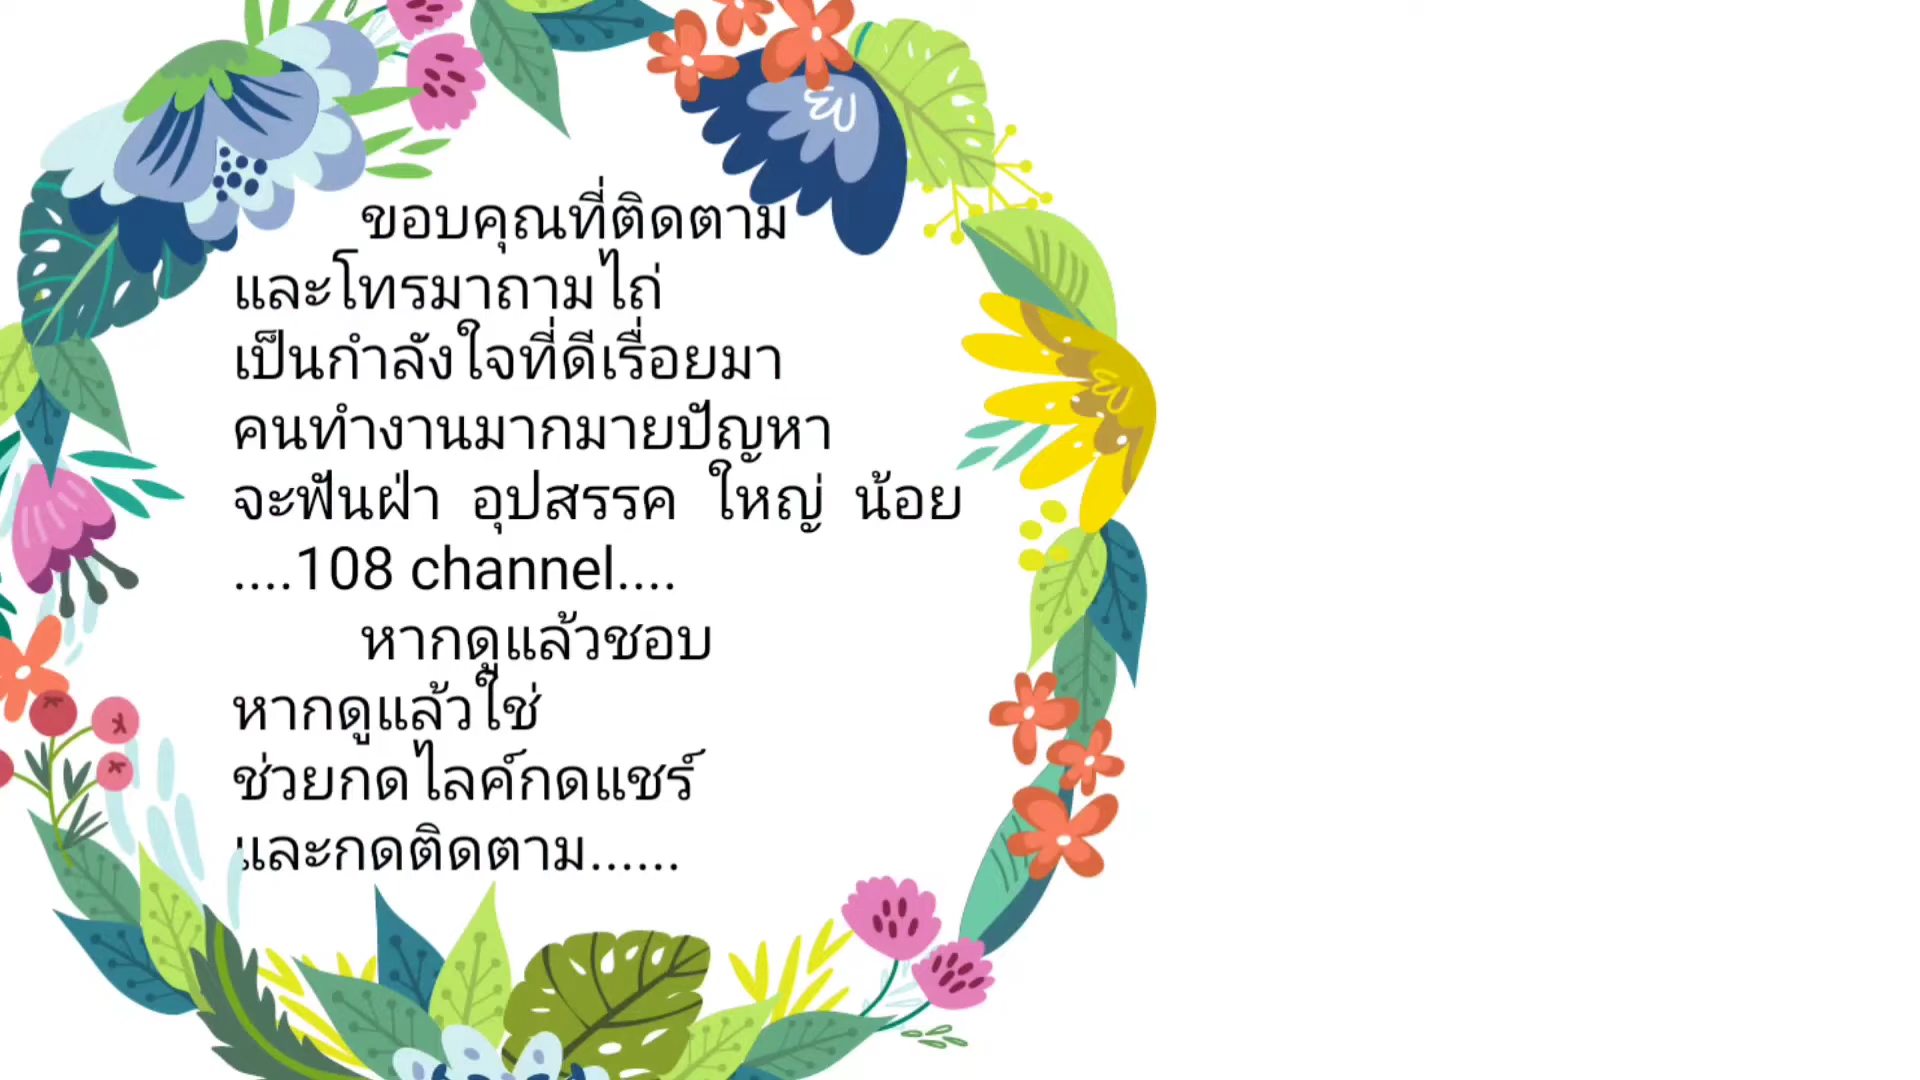 ขอบคุณที่ติดตาม
และโทรมาถามไถ่
เป็นกำลังใจที่ดีเรื่อยมา
คนทำงานมากมายปัญหา
จะฟันฝ่า อุปสรรค ใหญ่ น้อย
....108 channel....
หากดูแล้วชอบ
หากดูแล้วใช่
ช่วยกดไลค์กดแชร์
และกดติดตาม......